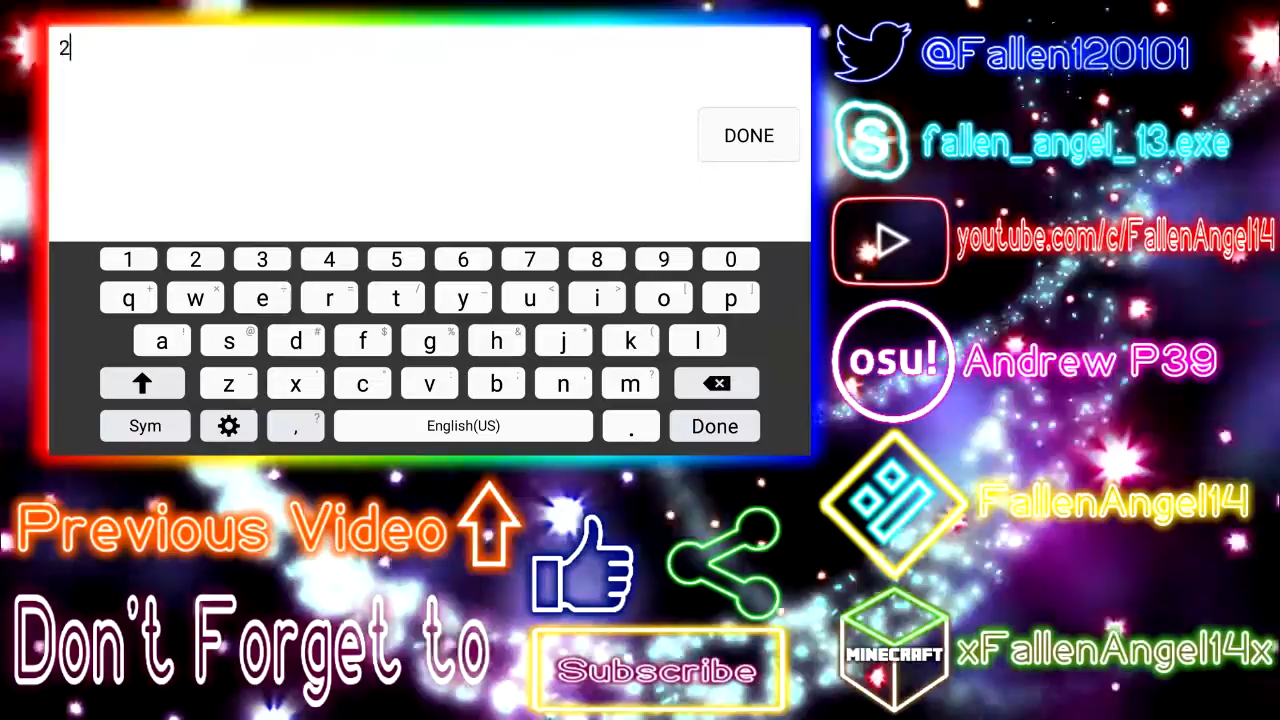 2
DONE
1 2 3 4 5 6 7 8 9 0
q + w × e ÷ r = t / y _ u < i > o [ p ]
a ! s @ d # f $ g % h & j * k ( l )
z - x ' c " v : b ; n , m ?
Sym , ? English(US) . Done
@Fallen120101
S fallen_angel_13.exe
youtube.com/c/FallenAngel14
osu! Andrew P39
FallenAngel14
MINECRAFT xFallenAngel14x
Previous Video
Don't Forget to
Subscribe